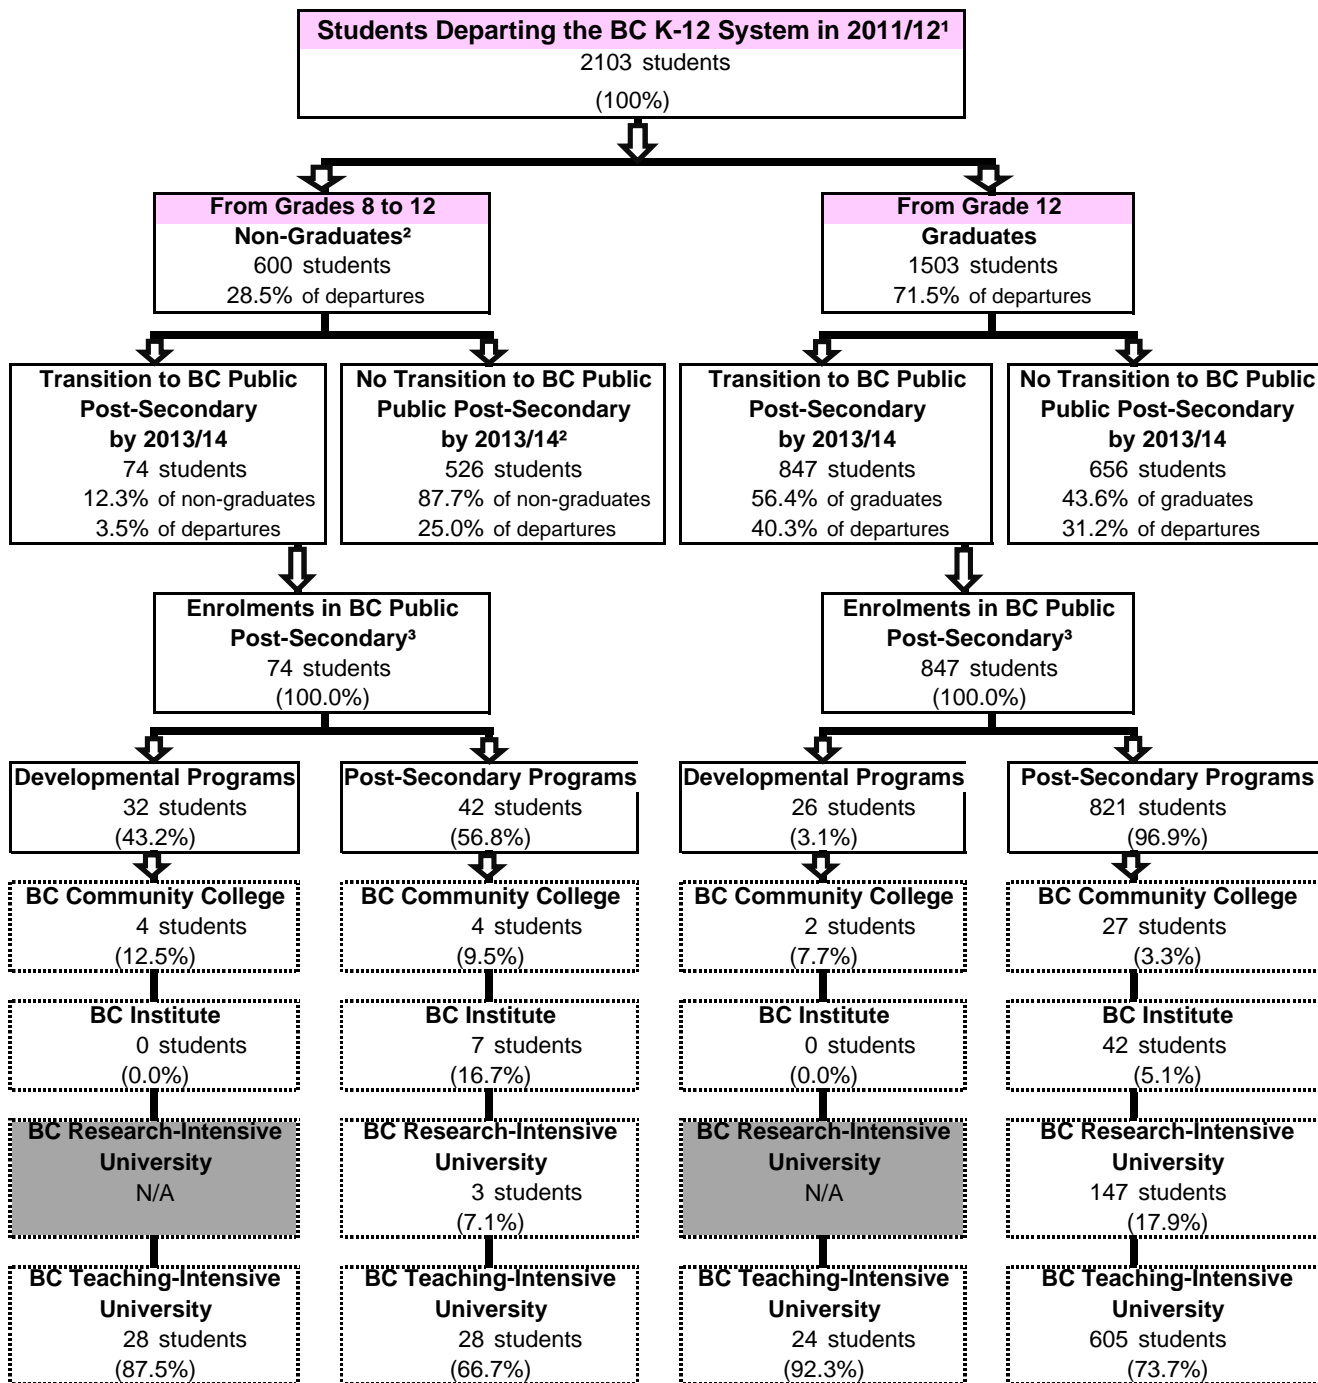 Students Departing the BC K-12 System in 2011/12¹
2103 students
(100%)
From Grades 8 to 12
Non-Graduates²
600 students
28.5% of departures
From Grade 12
Graduates
1503 students
71.5% of departures
Transition to BC Public
Post-Secondary
by 2013/14
74 students
12.3% of non-graduates
3.5% of departures
No Transition to BC Public
Public Post-Secondary
by 2013/14²
526 students
87.7% of non-graduates
25.0% of departures
Transition to BC Public
Post-Secondary
by 2013/14
847 students
56.4% of graduates
40.3% of departures
No Transition to BC Public
Public Post-Secondary
by 2013/14
656 students
43.6% of graduates
31.2% of departures
Enrolments in BC Public
Post-Secondary³
74 students
(100.0%)
Enrolments in BC Public
Post-Secondary³
847 students
(100.0%)
Developmental Programs
32 students
(43.2%)
Post-Secondary Programs
42 students
(56.8%)
Developmental Programs
26 students
(3.1%)
Post-Secondary Programs
821 students
(96.9%)
BC Community College
4 students
(12.5%)
BC Community College
4 students
(9.5%)
BC Community College
2 students
(7.7%)
BC Community College
27 students
(3.3%)
BC Institute
0 students
(0.0%)
BC Institute
7 students
(16.7%)
BC Institute
0 students
(0.0%)
BC Institute
42 students
(5.1%)
BC Research-Intensive
University
N/A
BC Research-Intensive
University
3 students
(7.1%)
BC Research-Intensive
University
N/A
BC Research-Intensive
University
147 students
(17.9%)
BC Teaching-Intensive
University
28 students
(87.5%)
BC Teaching-Intensive
University
28 students
(66.7%)
BC Teaching-Intensive
University
24 students
(92.3%)
BC Teaching-Intensive
University
605 students
(73.7%)